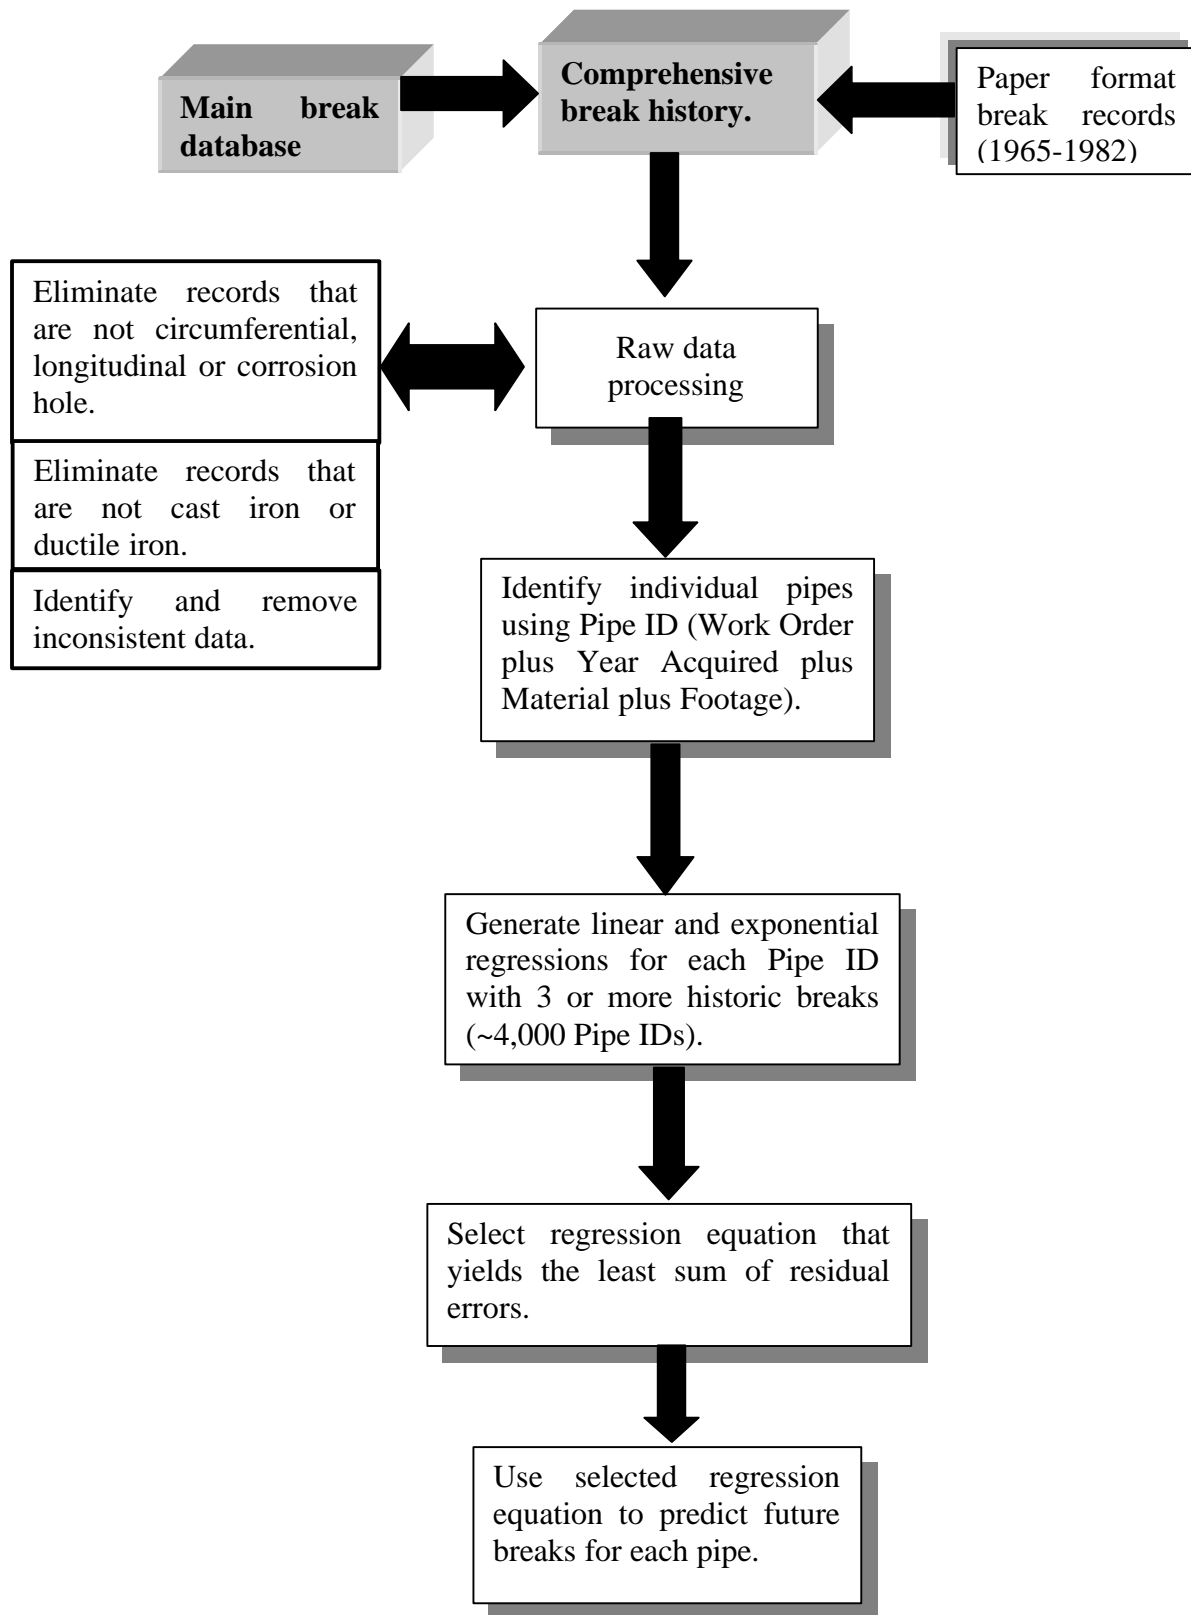 Main break
database
Comprehensive
break history.
Paper format
break records
(1965-1982)
Eliminate records that
are not circumferential,
longitudinal or corrosion
hole.
Eliminate records that
are not cast iron or
ductile iron.
Identify and remove
inconsistent data.
Raw data
processing
Identify individual pipes
using Pipe ID (Work Order
plus Year Acquired plus
Material plus Footage).
Generate linear and exponential
regressions for each Pipe ID
with 3 or more historic breaks
(~4,000 Pipe IDs).
Select regression equation that
yields the least sum of residual
errors.
Use selected regression
equation to predict future
breaks for each pipe.